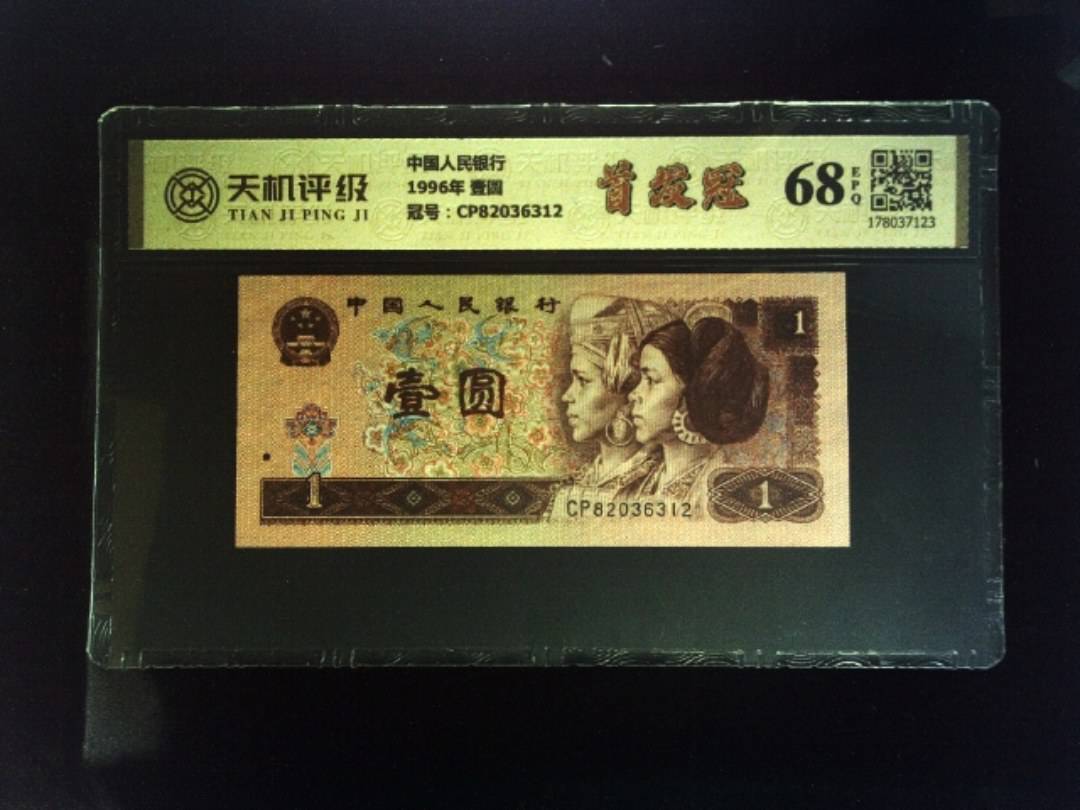 天机评级
TIAN JI PING JI
中国人民银行
1996年 壹圆
冠号：CP82036312
首发冠
68
EPQ
178037123
中国人民银行
壹圆
1
1
CP82036312
1